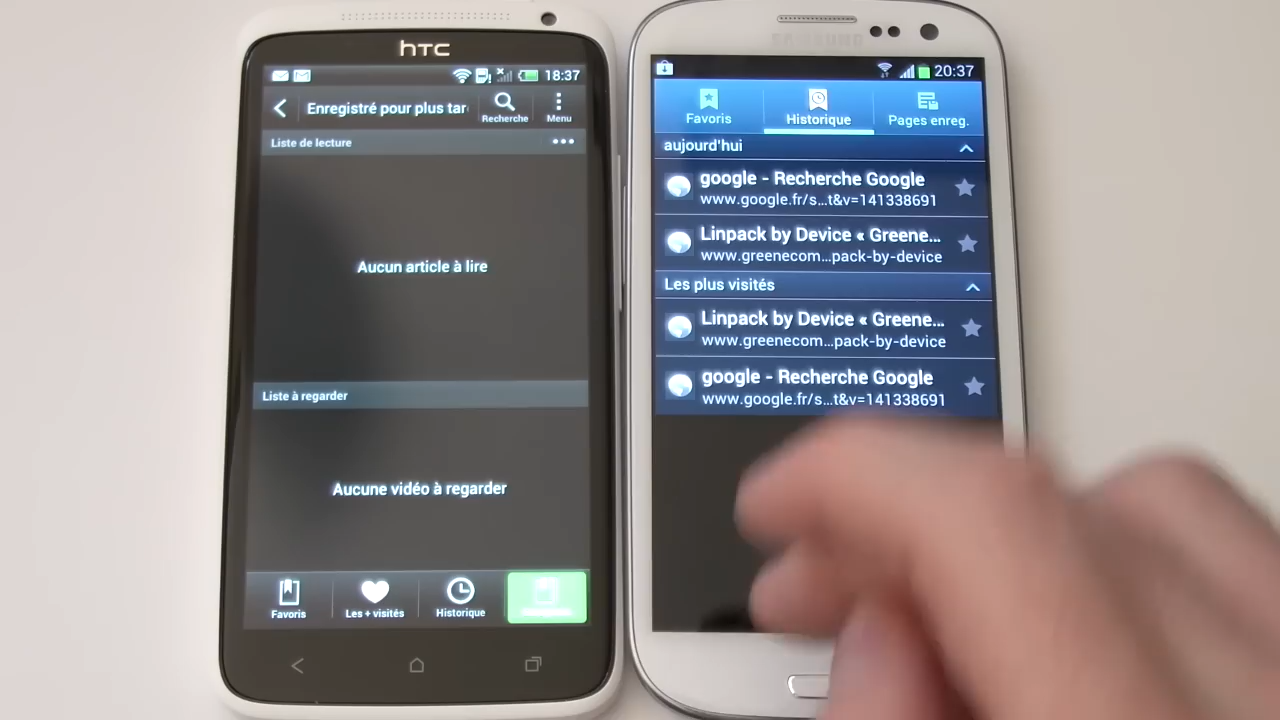 hTC
18:37
Enregistré pour plus tar
Recherche
Menu
Liste de lecture
Aucun article à lire
Liste à regarder
Aucune vidéo à regarder
Favoris
Les + visités
Historique
SAMSUNG
20:37
Favoris
Historique
Pages enreg.
aujourd'hui
google - Recherche Google
www.google.fr/s...t&v=141338691
Linpack by Device « Greene...
www.greenecom...pack-by-device
Les plus visités
Linpack by Device « Greene...
www.greenecom...pack-by-device
google - Recherche Google
www.google.fr/s...t&v=141338691